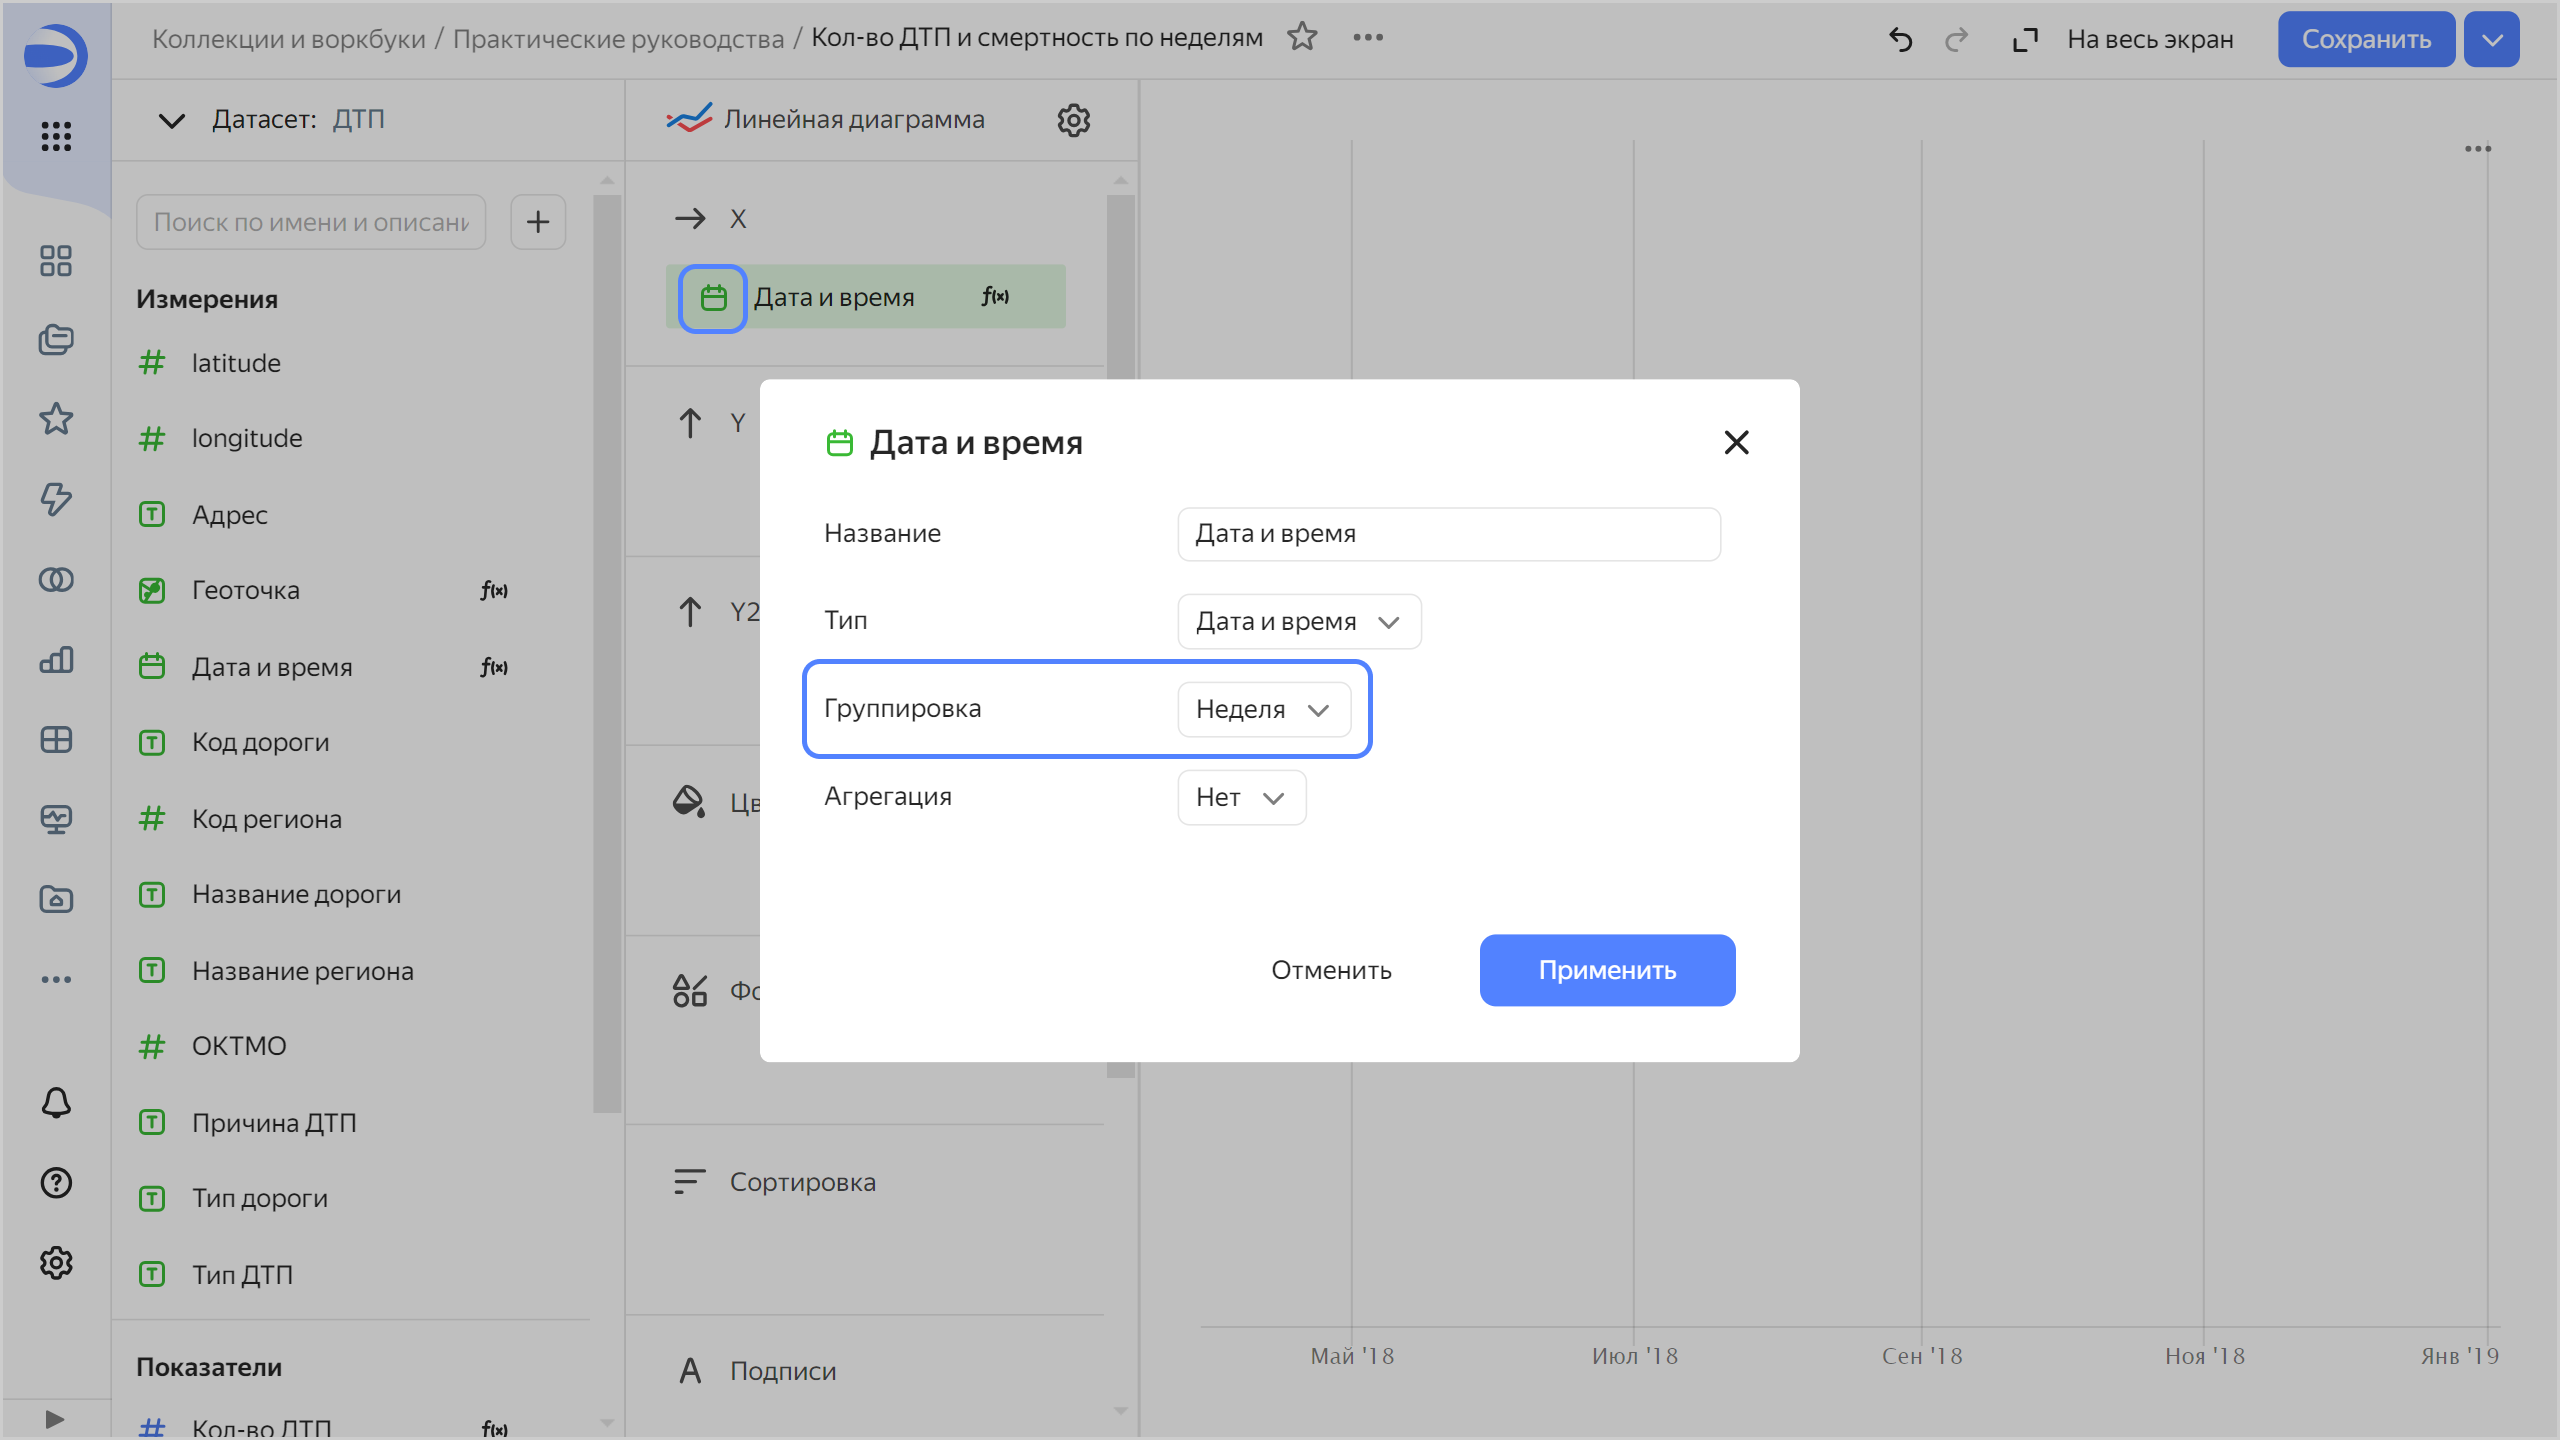 Коллекции и воркбуки / Практические руководства / Кол-во ДТП и смертность по неделям
На весь экран
Сохранить
Датасет: ДТП
Поиск по имени и описани
Измерения
latitude
longitude
Адрес
Геоточка f(x)
Дата и время f(x)
Код дороги
Код региона
Название дороги
Название региона
ОКТМО
Причина ДТП
Тип дороги
Тип ДТП
Показатели
Кол-во ДТП f(x)
Линейная диаграмма
X
Дата и время f(x)
Y
Y2
Цв
Фо
Сортировка
Подписи
Дата и время
Название Дата и время
Тип Дата и время
Группировка Неделя
Агрегация Нет
Отменить
Применить
Май '18 Июл '18 Сен '18 Ноя '18 Янв '19